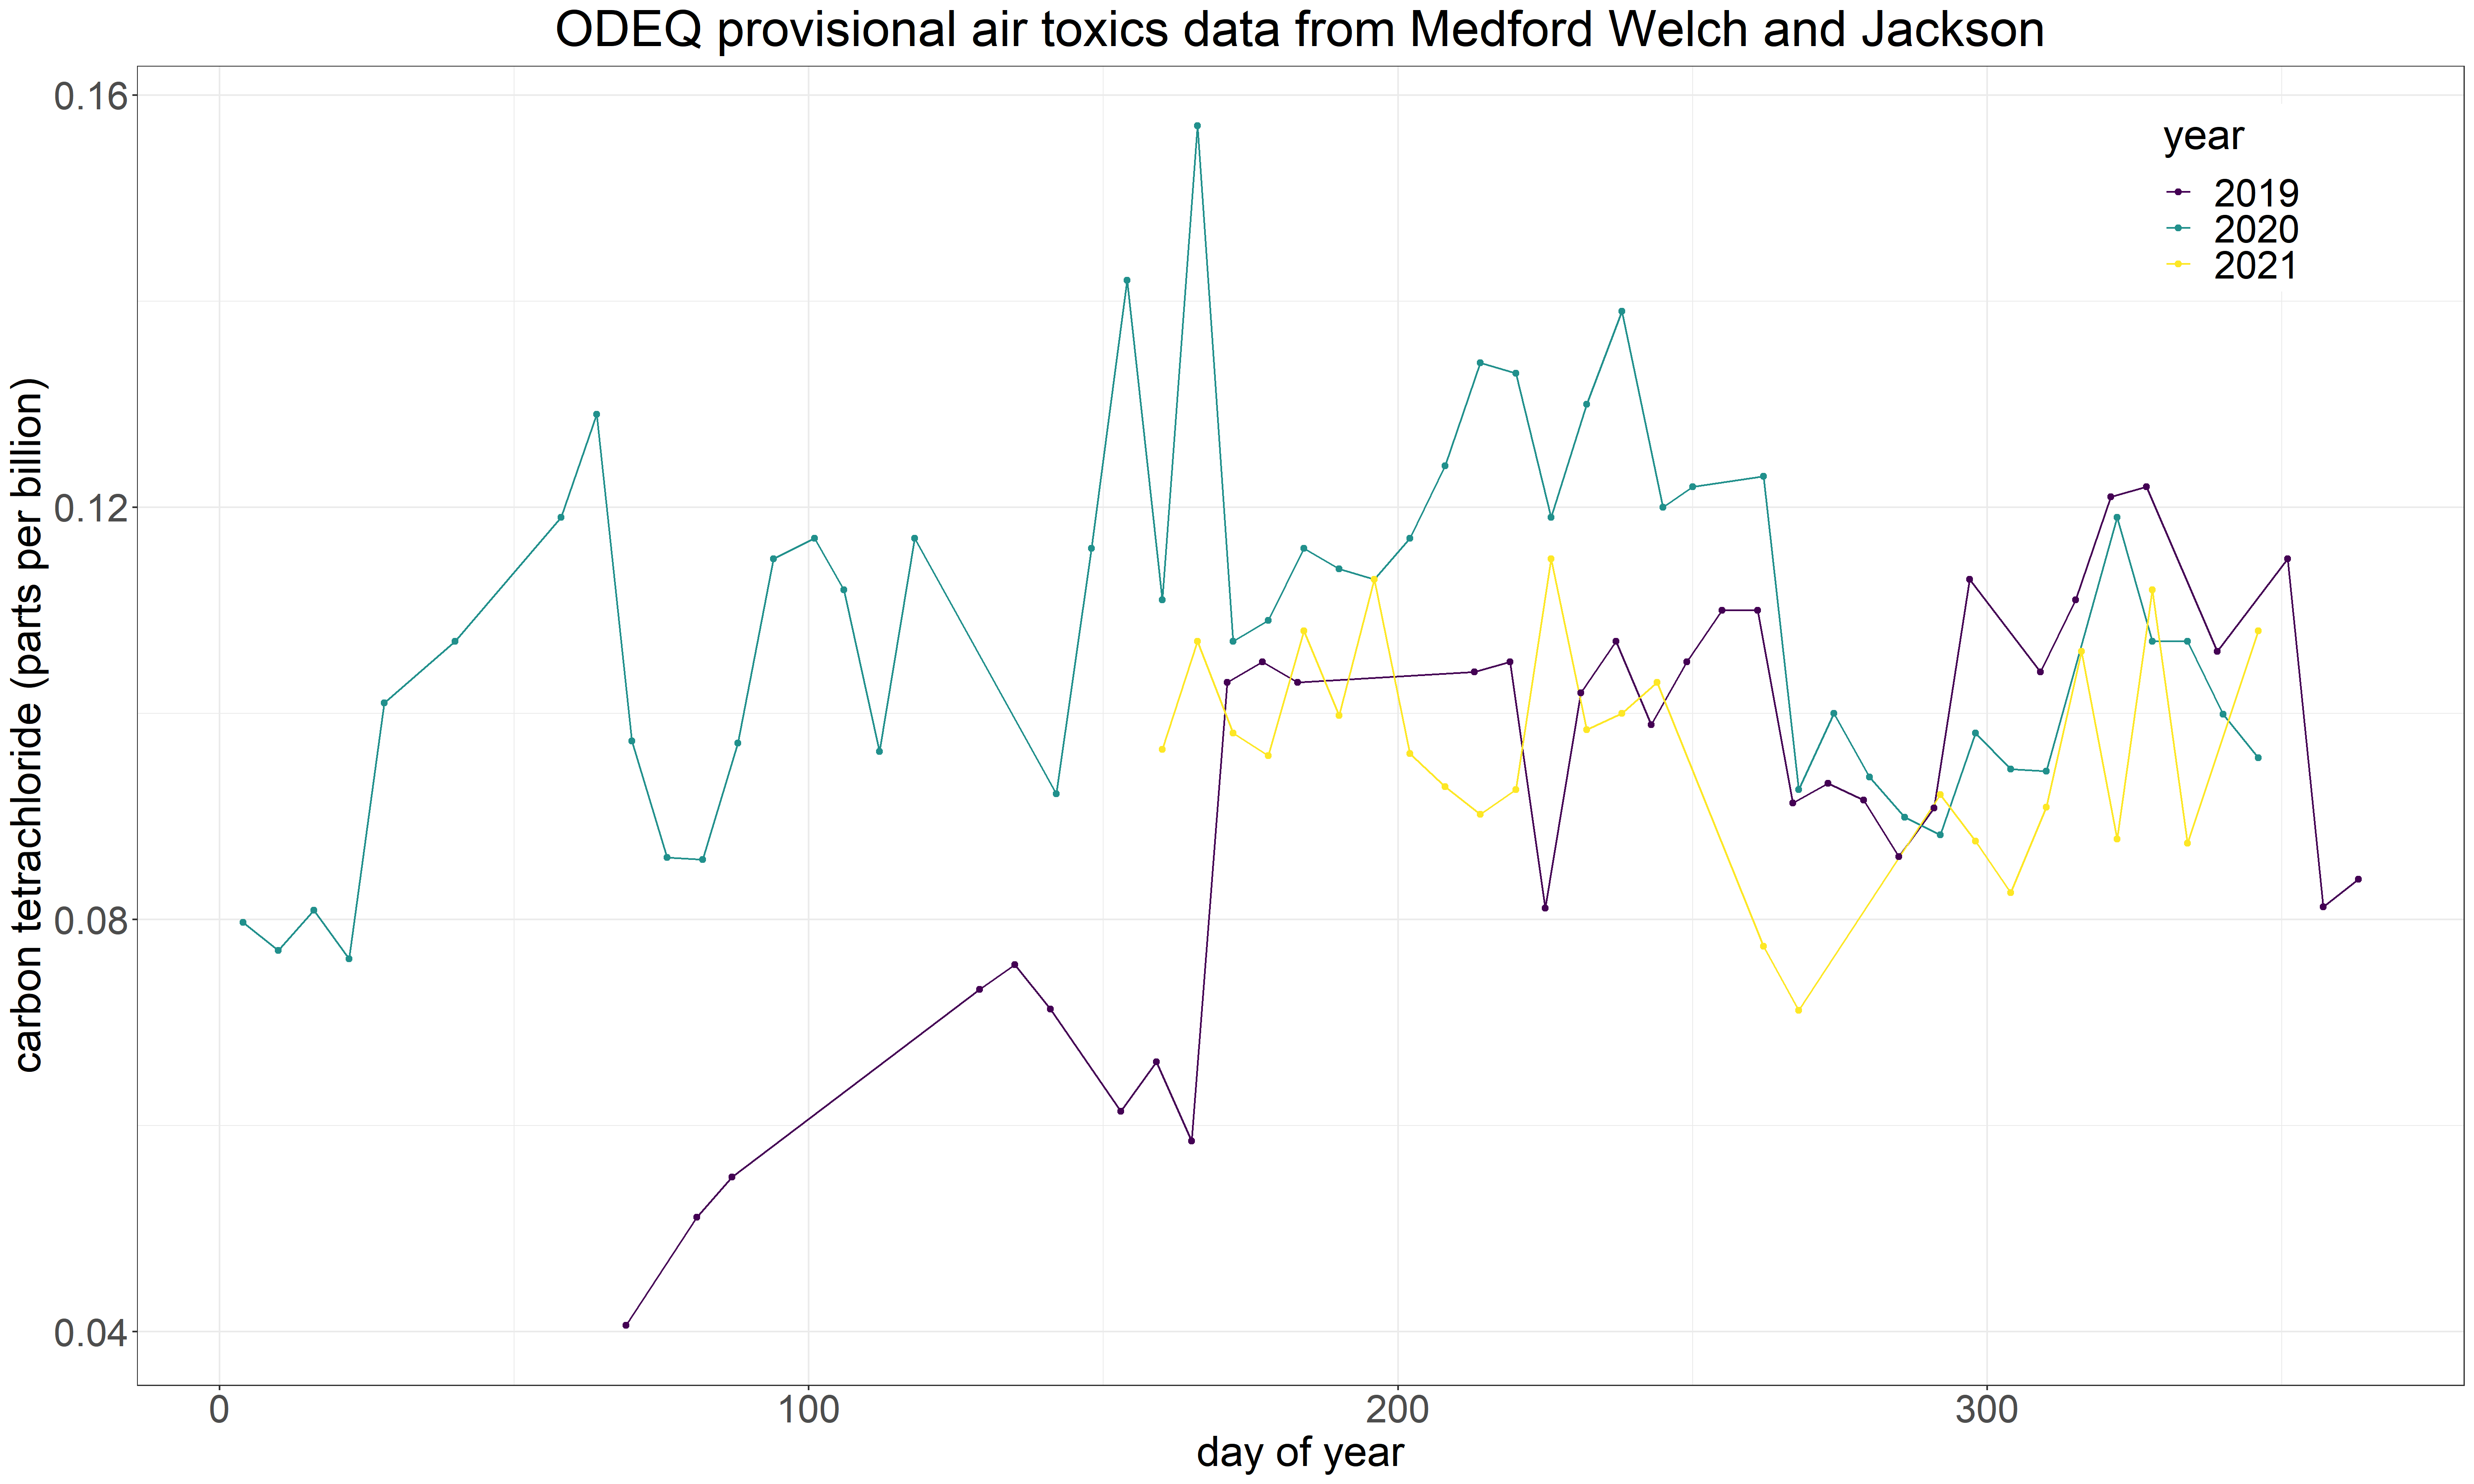 ODEQ provisional air toxics data from Medford Welch and Jackson
0.16
0.12
0.08
0.04
carbon tetrachloride (parts per billion)
year
2019
2020
2021
0 100 200 300
day of year